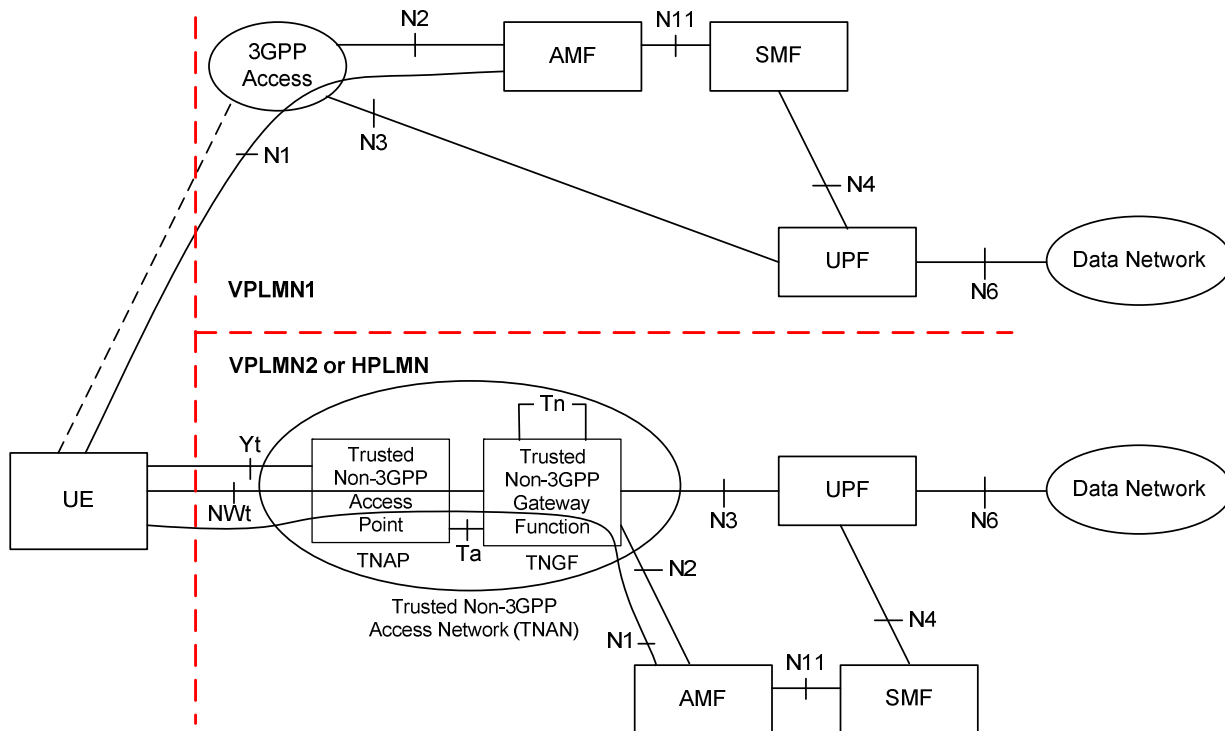 N2
N11
3GPP
Access
AMF
SMF
N3
N1
N4
UPF
N6
Data Network
VPLMN1
VPLMN2 or HPLMN
Tn
Yt
Trusted
Non-3GPP
Access
Point
Trusted
Non-3GPP
Gateway
Function
UE
NWt
Ta
TNAP
TNGF
N3
UPF
N6
Data Network
N2
Trusted Non-3GPP
Access Network (TNAN)
N1
N4
N11
AMF
SMF